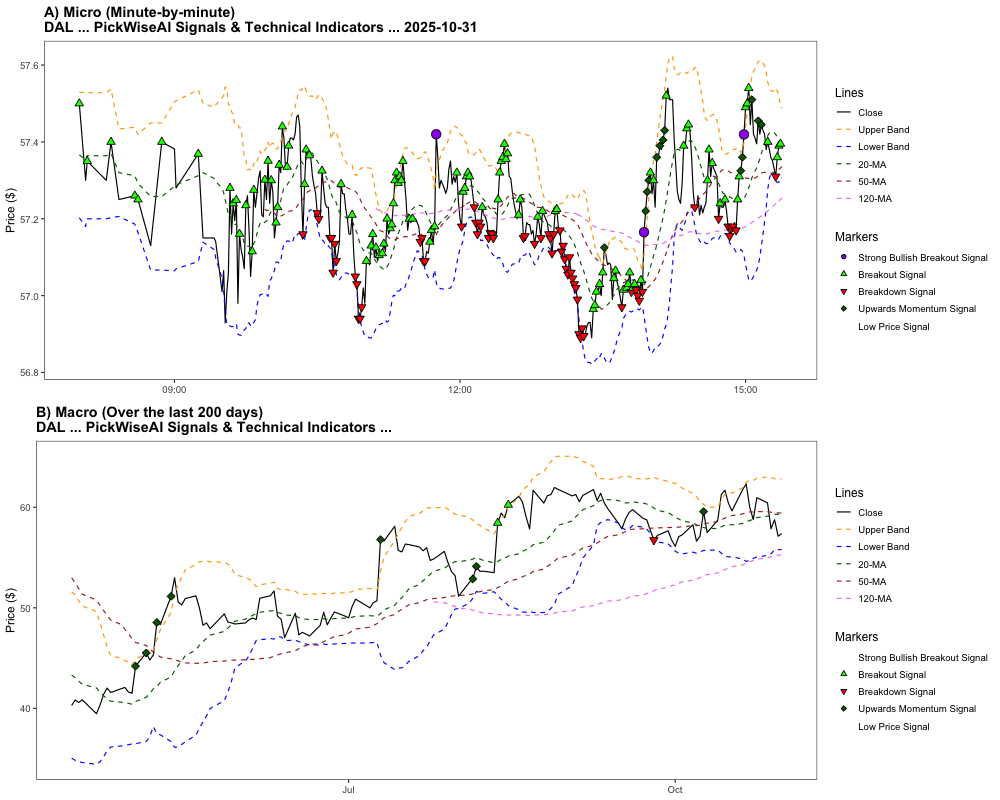 A) Micro (Minute-by-minute)
DAL ... PickWiseAI Signals & Technical Indicators ... 2025-10-31
57.6
57.4
57.2
57.0
56.8
Price ($)
09:00
12:00
15:00
Lines
Close
Upper Band
Lower Band
20-MA
50-MA
120-MA
Markers
Strong Bullish Breakout Signal
Breakout Signal
Breakdown Signal
Upwards Momentum Signal
Low Price Signal
B) Macro (Over the last 200 days)
DAL ... PickWiseAI Signals & Technical Indicators ...
60
50
40
Price ($)
Jul
Oct
Lines
Close
Upper Band
Lower Band
20-MA
50-MA
120-MA
Markers
Strong Bullish Breakout Signal
Breakout Signal
Breakdown Signal
Upwards Momentum Signal
Low Price Signal